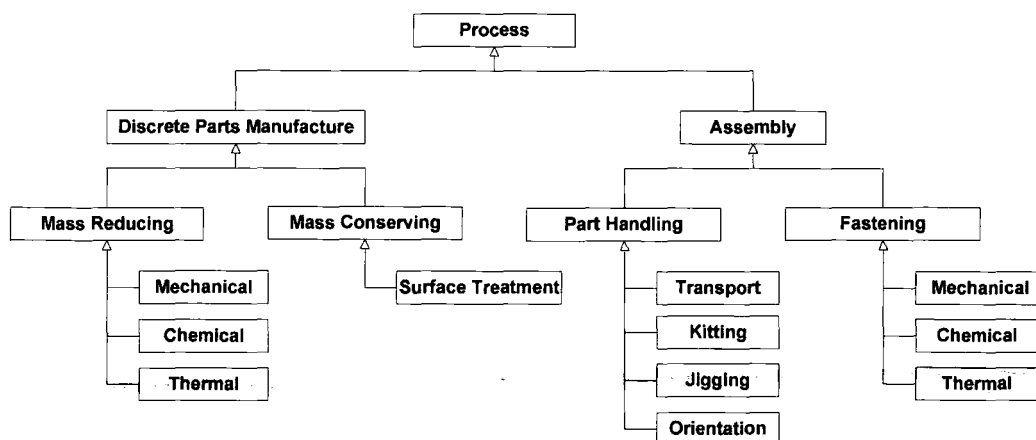 Process
Discrete Parts Manufacture
Assembly
Mass Reducing
Mass Conserving
Part Handling
Fastening
Mechanical
Surface Treatment
Transport
Mechanical
Chemical
Kitting
Chemical
Thermal
Jigging
Thermal
Orientation